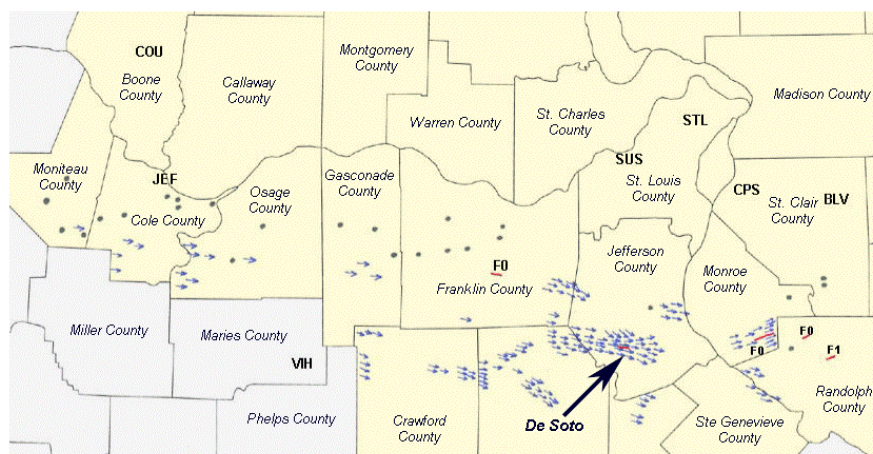 COU
Boone
County
Callaway
County
Montgomery
County
Warren County
St. Charles
County
Madison County
STL
SUS
St. Louis
County
Moniteau
County
JEF
Cole County
Osage
County
Gasconade
County
CPS
St. Clair
County
BLV
Jefferson
County
Monroe
County
F0
Franklin County
Miller County
Maries County
VIH
F0
F0
F1
Randolph
County
Phelps County
Crawford
County
De Soto
Ste Genevieve
County